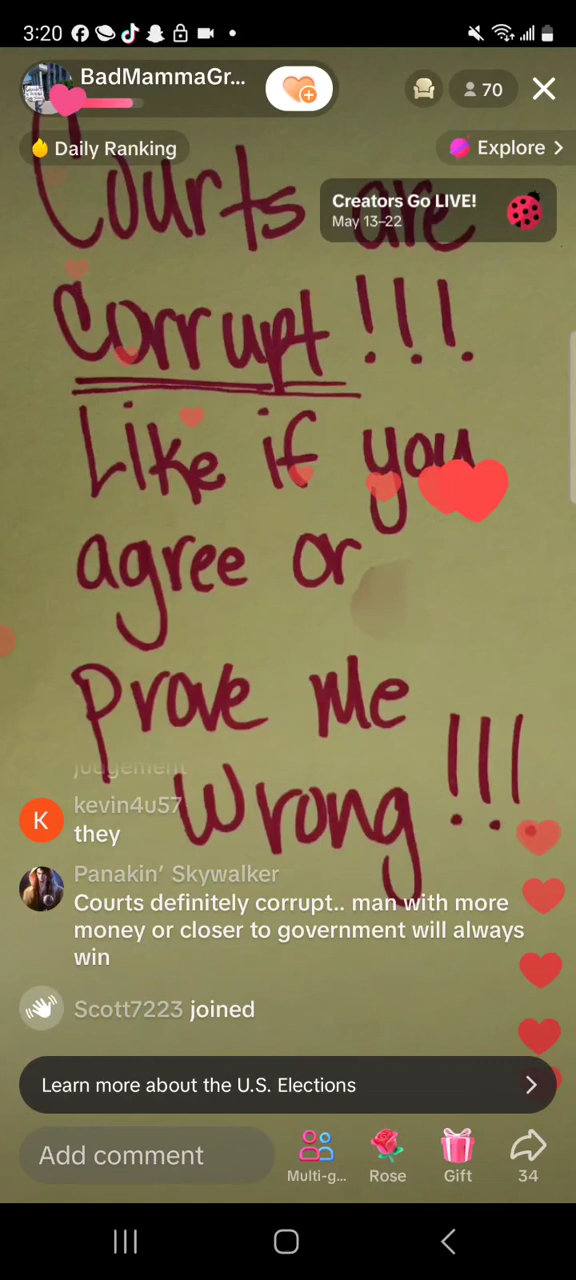 3:20
BadMammaGr...
70
Daily Ranking
Explore >
Creators Go LIVE!
May 13–22
Courts are
Corrupt!!!
Like if you
agree or
Prove Me
Wrong!!!
judgement
K
kevin4u57
they
Panakin' Skywalker
Courts definitely corrupt.. man with more
money or closer to government will always
win
Scott7223 joined
Learn more about the U.S. Elections
Add comment
Multi-g...
Rose
Gift
34